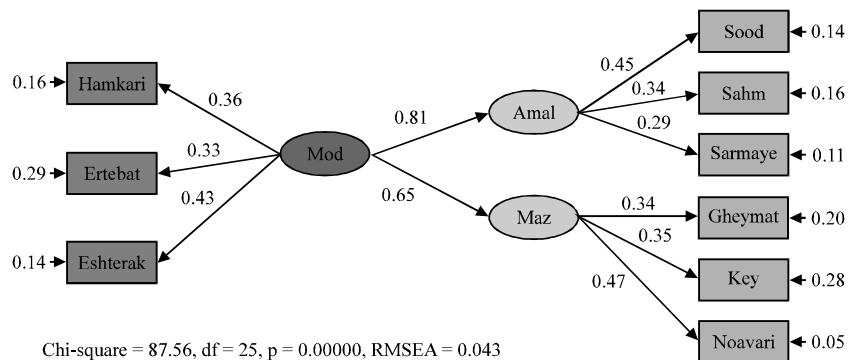 Sood
0.14
0.45
0.16
Hamkari
0.36
0.34
Sahm
0.16
0.81
Amal
0.29
Sarmaye
0.11
0.33
Mod
0.29
Ertebat
0.43
0.65
Maz
0.34
Gheymat
0.20
0.35
0.14
Eshterak
0.47
Key
0.28
Noavari
0.05
Chi-square = 87.56, df = 25, p = 0.00000, RMSEA = 0.043